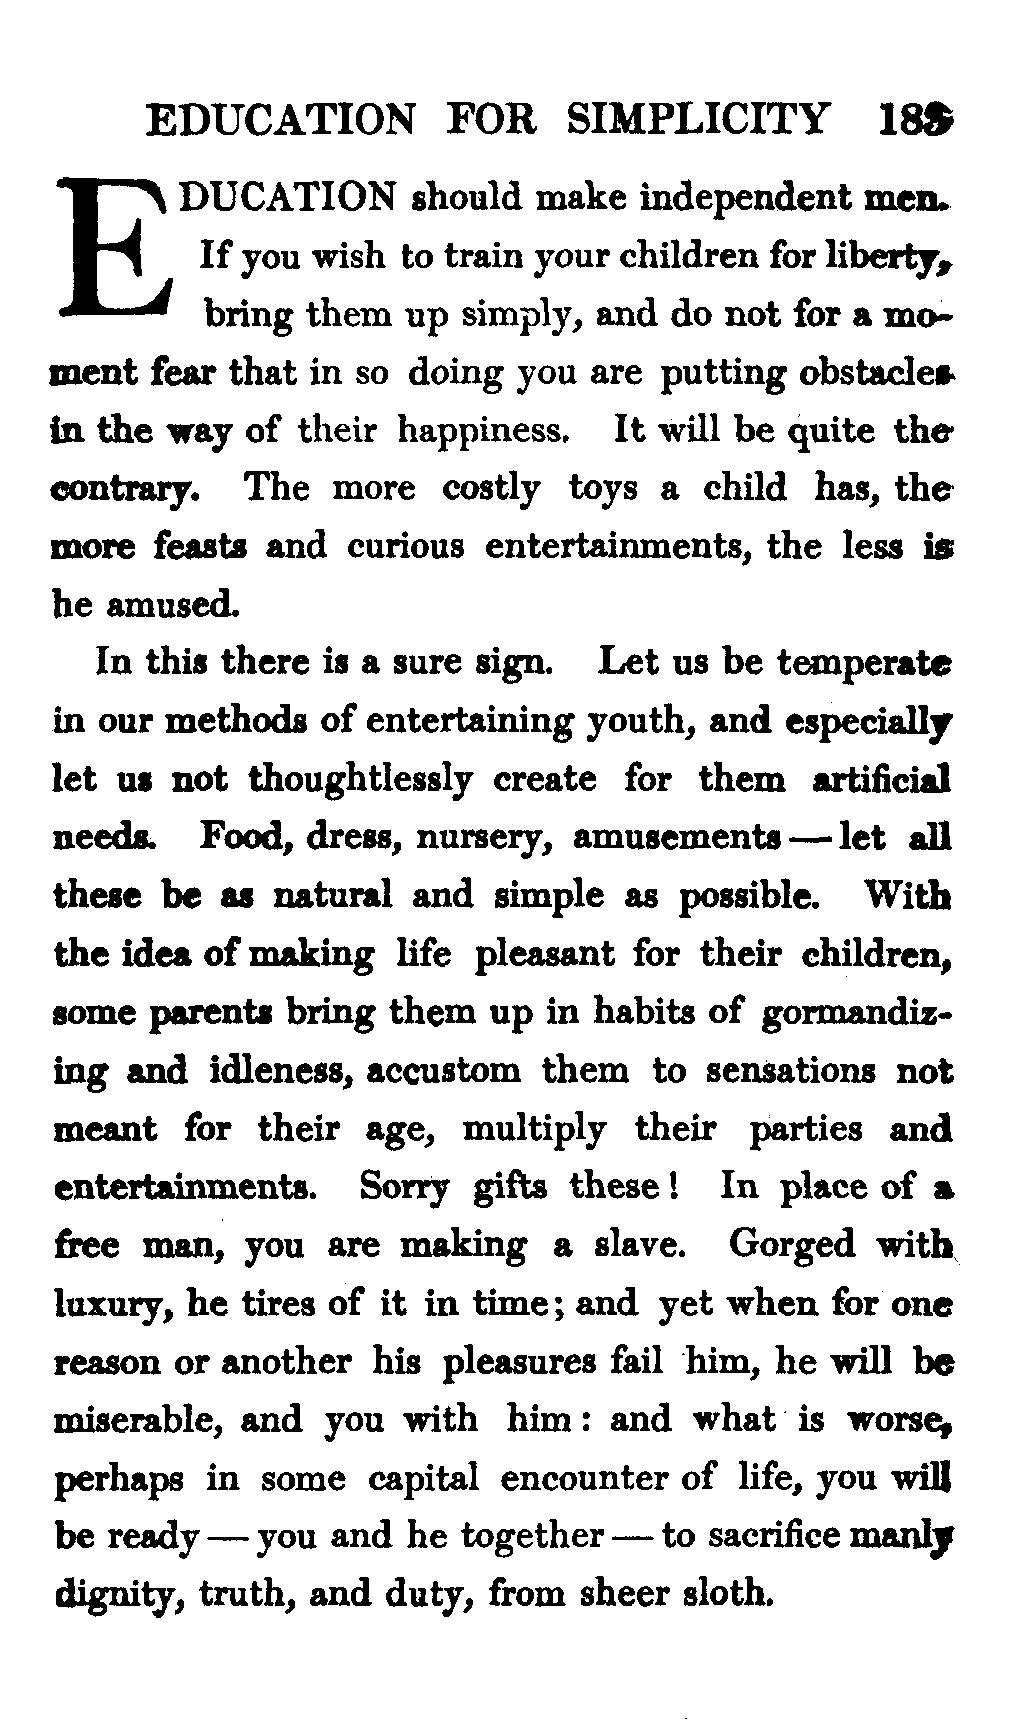 EDUCATION FOR SIMPLICITY
EDUCATION should make independent men.
If you wish to train your children for liberty,
bring them up simply, and do not for a mo-
ment fear that in so doing you are putting obstacles
in the way of their happiness. It will be quite the
contrary. The more costly toys a child has, the
more feasts and curious entertainments, the less is
he amused.
In this there is a sure sign. Let us be temperate
in our methods of entertaining youth, and especially
let us not thoughtlessly create for them artificial
needs. Food, dress, nursery, amusements — let all
these be as natural and simple as possible. With
the idea of making life pleasant for their children,
some parents bring them up in habits of gormandiz-
ing and idleness, accustom them to sensations not
meant for their age, multiply their parties and
entertainments. Sorry gifts these! In place of a
free man, you are making a slave. Gorged with
luxury, he tires of it in time; and yet when for one
reason or another his pleasures fail him, he will be
miserable, and you with him: and what is worse,
perhaps in some capital encounter of life, you will
be ready — you and he together — to sacrifice manly
dignity, truth, and duty, from sheer sloth.